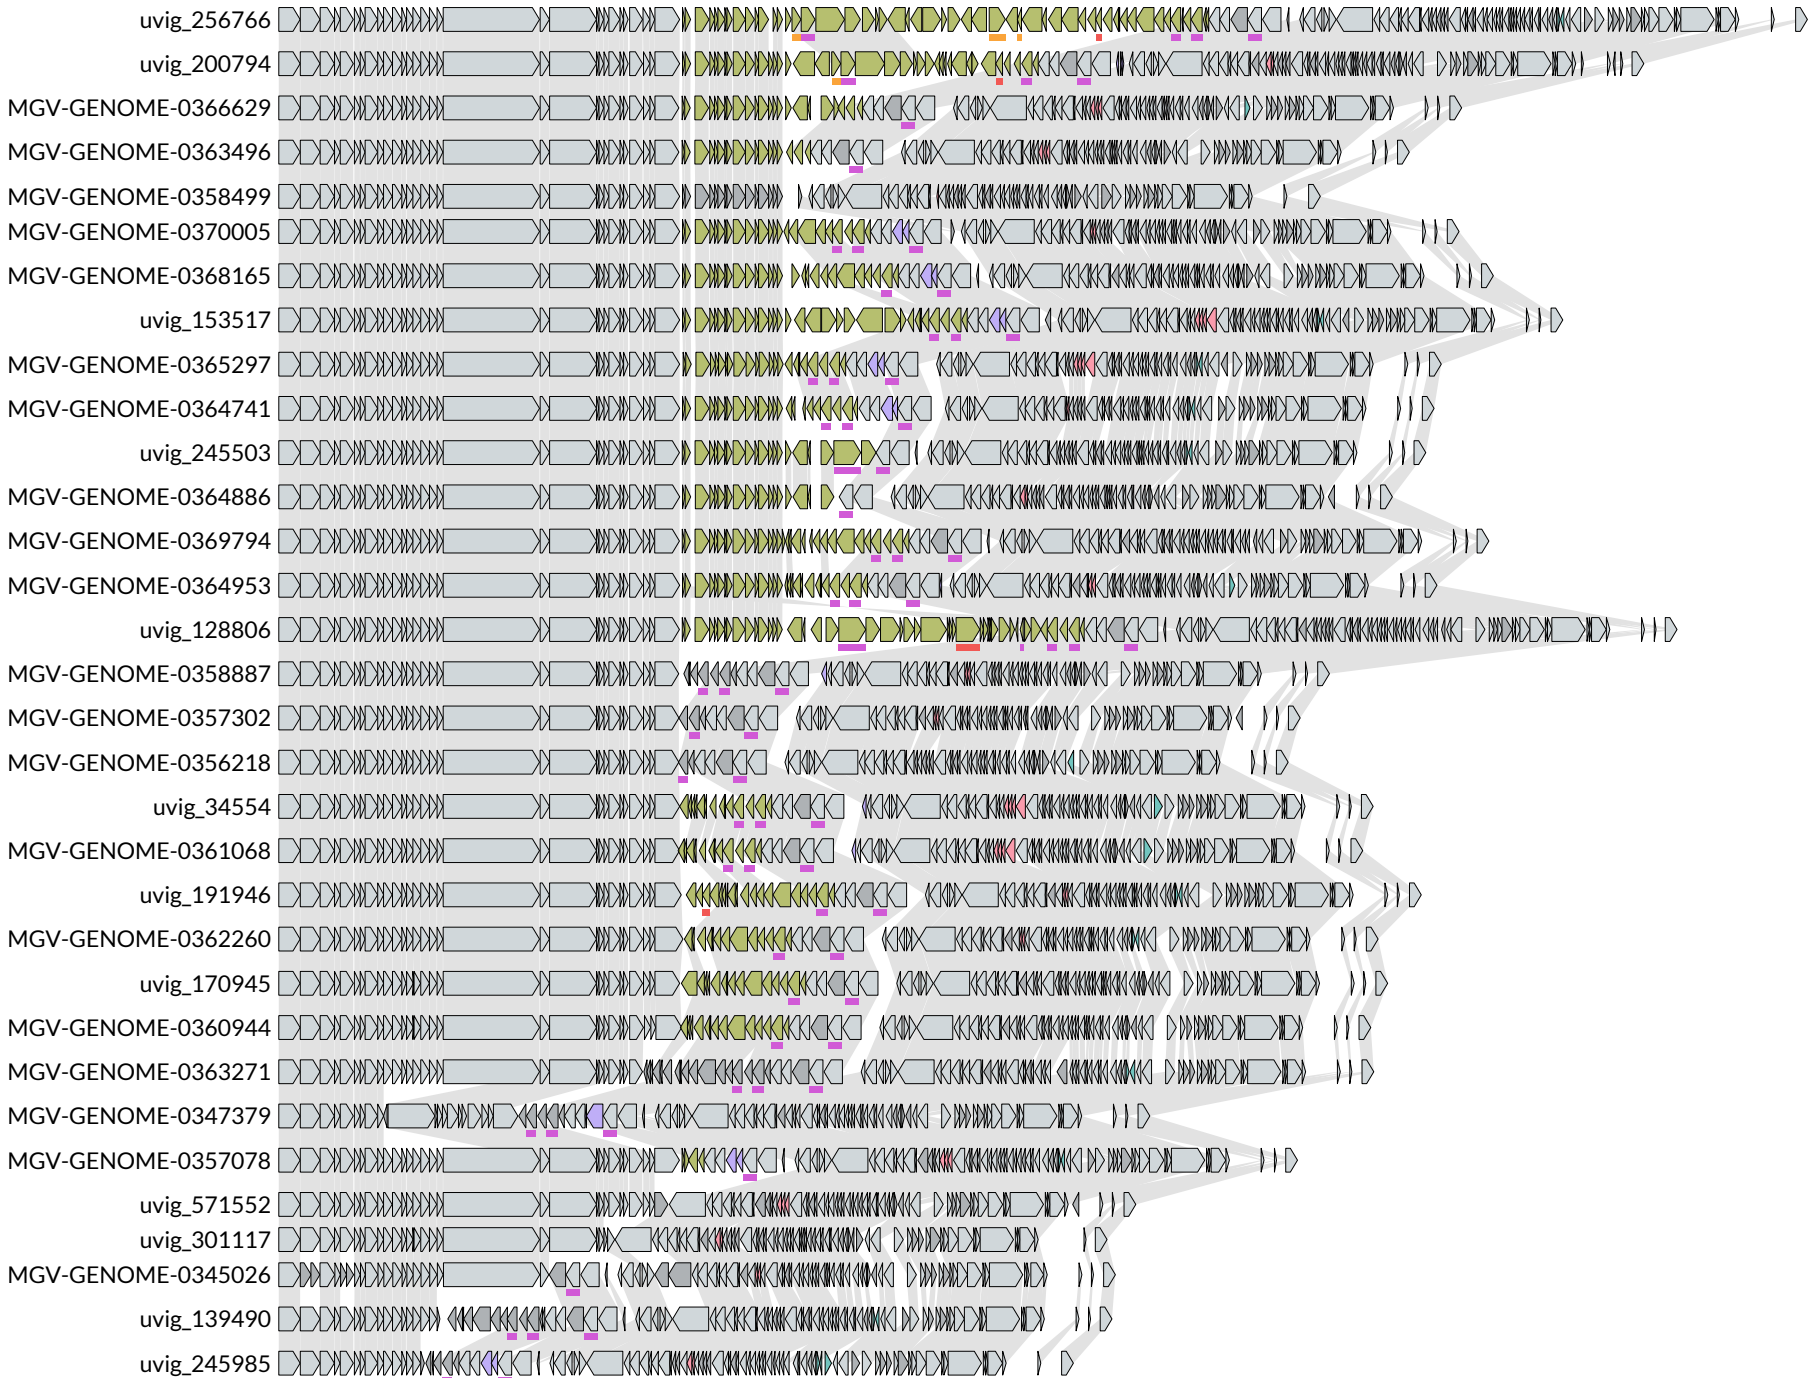 uvig_256766
uvig_200794
MGV-GENOME-0366629
MGV-GENOME-0363496
MGV-GENOME-0358499
MGV-GENOME-0370005
MGV-GENOME-0368165
uvig_153517
MGV-GENOME-0365297
MGV-GENOME-0364741
uvig_245503
MGV-GENOME-0364886
MGV-GENOME-0369794
MGV-GENOME-0364953
uvig_128806
MGV-GENOME-0358887
MGV-GENOME-0357302
MGV-GENOME-0356218
uvig_34554
MGV-GENOME-0361068
uvig_191946
MGV-GENOME-0362260
uvig_170945
MGV-GENOME-0360944
MGV-GENOME-0363271
MGV-GENOME-0347379
MGV-GENOME-0357078
uvig_571552
uvig_301117
MGV-GENOME-0345026
uvig_139490
uvig_245985